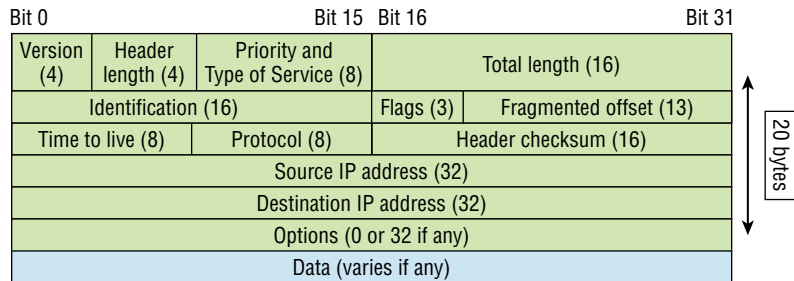 Bit 0 Bit 15 Bit 16 Bit 31
Version
(4)
Header
length (4)
Priority and
Type of Service (8)
Total length (16)
Identification (16)
Flags (3)
Fragmented offset (13)
Time to live (8)
Protocol (8)
Header checksum (16)
Source IP address (32)
Destination IP address (32)
Options (0 or 32 if any)
Data (varies if any)
20 bytes